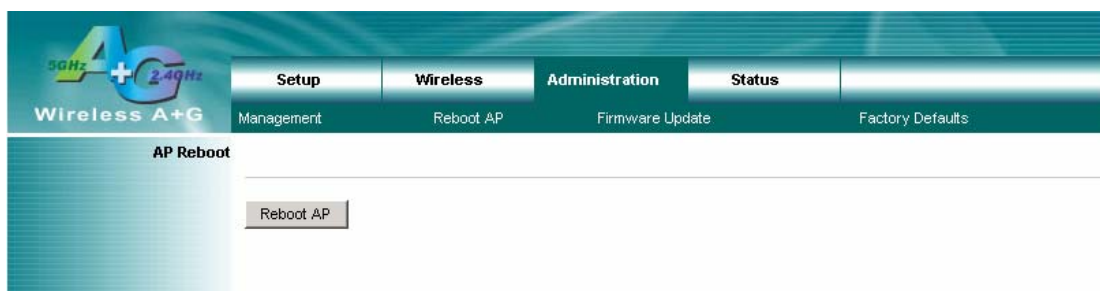 5GHz A+G 2.4GHz
Wireless A+G
Setup Wireless Administration Status
Management Reboot AP Firmware Update Factory Defaults
AP Reboot
Reboot AP